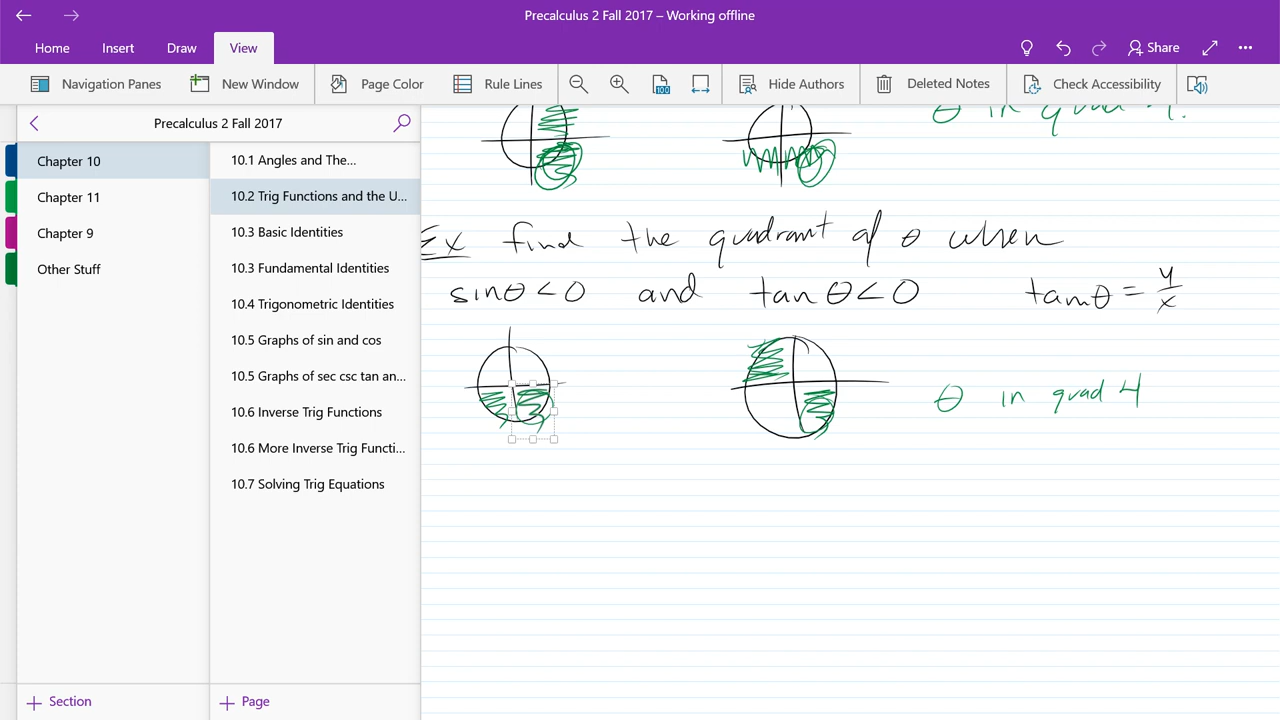 Precalculus 2 Fall 2017 – Working offline
Home Insert Draw View Share
Navigation Panes New Window Page Color Rule Lines 100 Hide Authors Deleted Notes Check Accessibility
Precalculus 2 Fall 2017
Chapter 10
Chapter 11
Chapter 9
Other Stuff
10.1 Angles and The...
10.2 Trig Functions and the U...
10.3 Basic Identities
10.3 Fundamental Identities
10.4 Trigonometric Identities
10.5 Graphs of sin and cos
10.5 Graphs of sec csc tan an...
10.6 Inverse Trig Functions
10.6 More Inverse Trig Functi...
10.7 Solving Trig Equations
Section
Page
θ in quad 4.
Ex find the quadrant of θ when
sinθ < 0 and tan θ < 0 tanθ = y/x
θ in quad 4